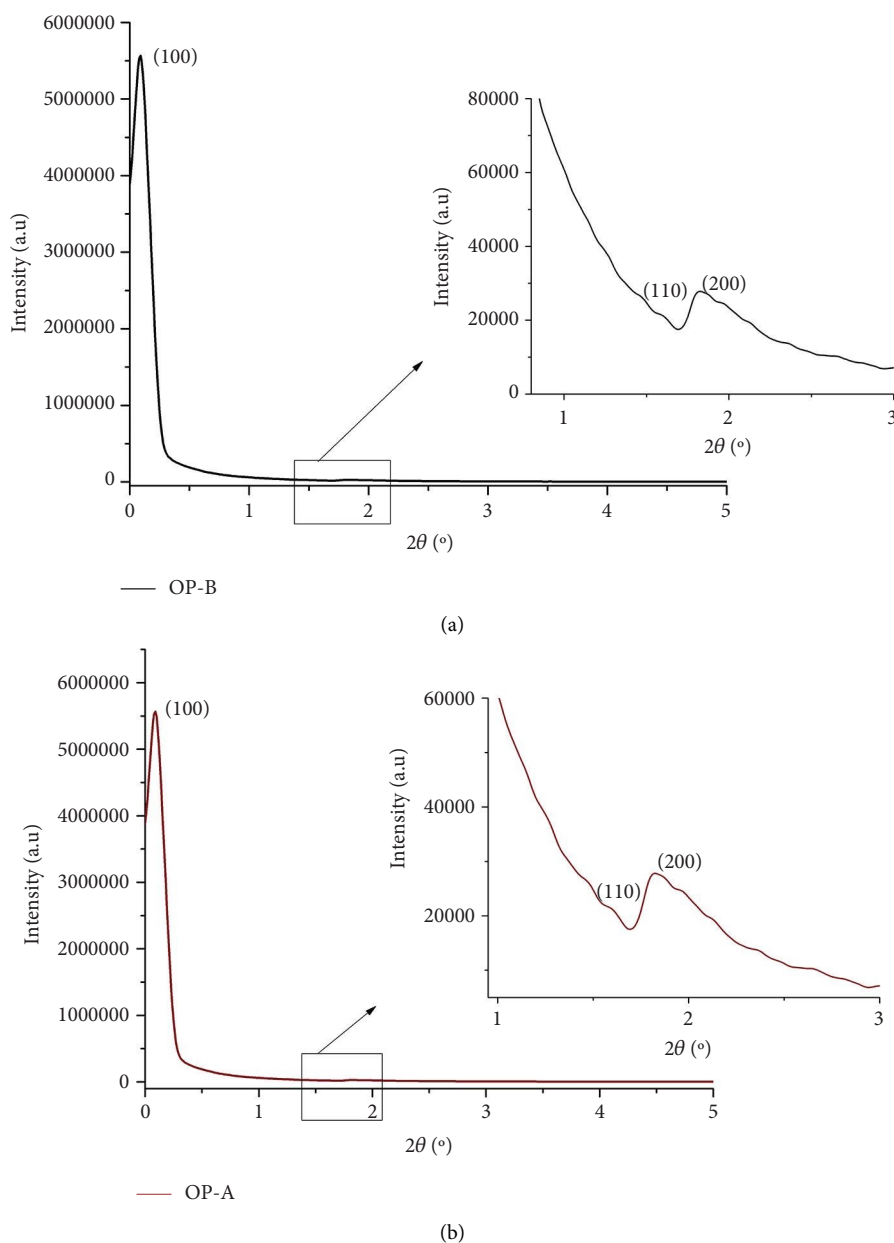 6000000
5000000
4000000
3000000
2000000
1000000
0
Intensity (a.u)
(100)
0 1 2 3 4 5
2θ (º)
80000
60000
40000
20000
0
Intensity (a.u)
(110)
(200)
1 2 3
2θ (º)
OP-B
(a)
6000000
5000000
4000000
3000000
2000000
1000000
0
Intensity (a.u)
(100)
0 1 2 3 4 5
2θ (º)
60000
40000
20000
Intensity (a.u)
(110)
(200)
1 2 3
2θ (º)
OP-A
(b)